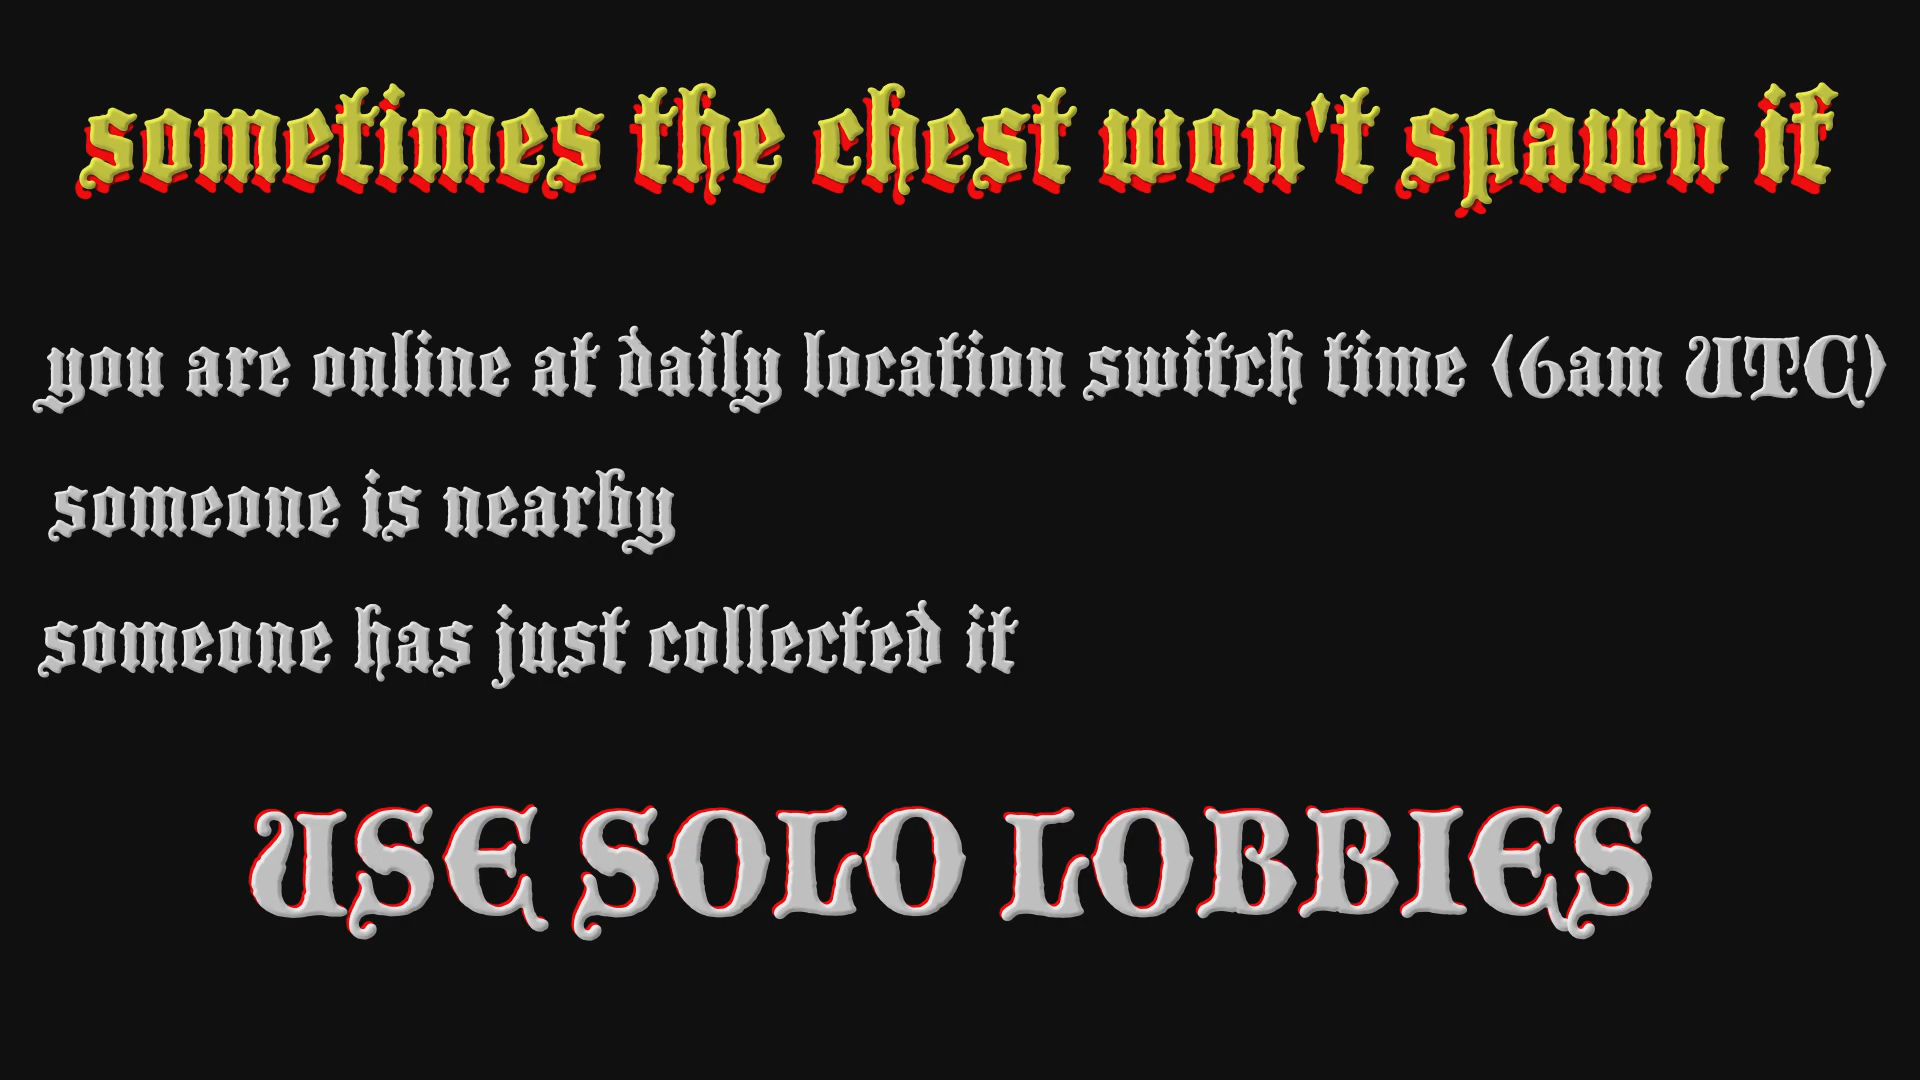 sometimes the chest won't spawn if
you are online at daily location switch time (6am UTC)
someone is nearby
someone has just collected it
USE SOLO LOBBIES